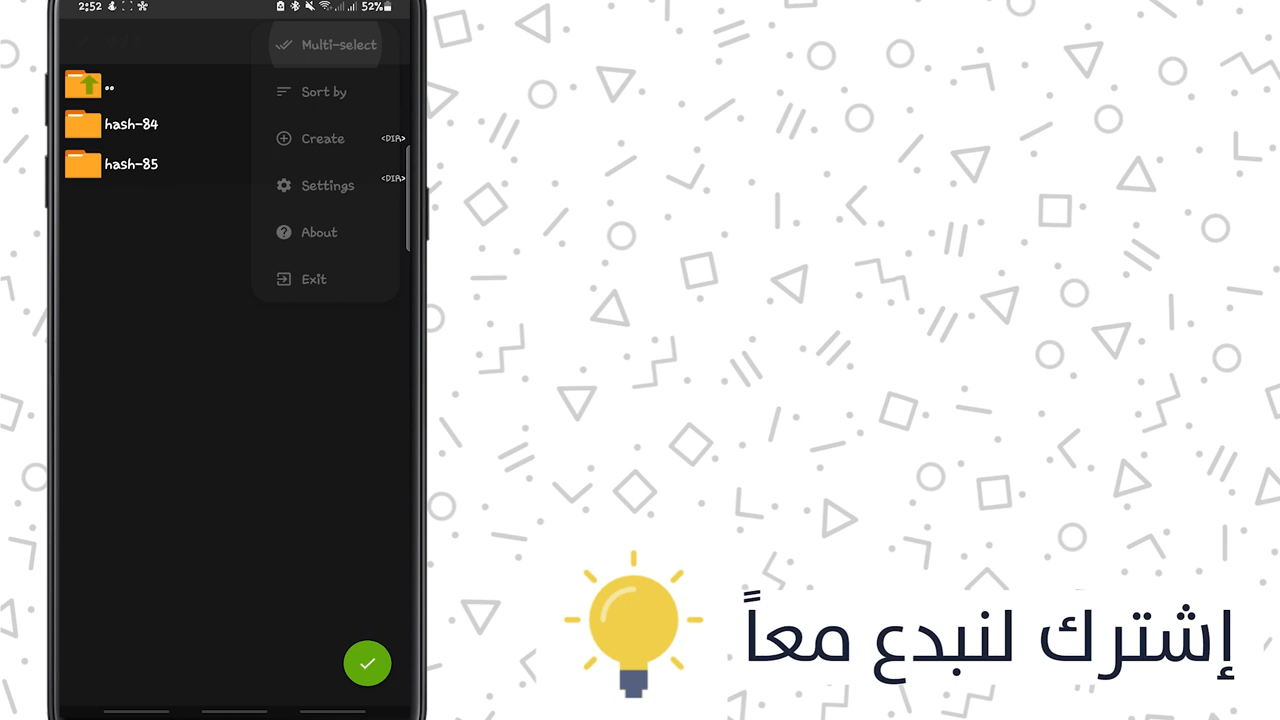 2:52
52%
Multi-select
..
Sort by
hash-84
Create
<DIR>
hash-85
<DIR>
Settings
About
Exit
إشترك لنبدع معاً